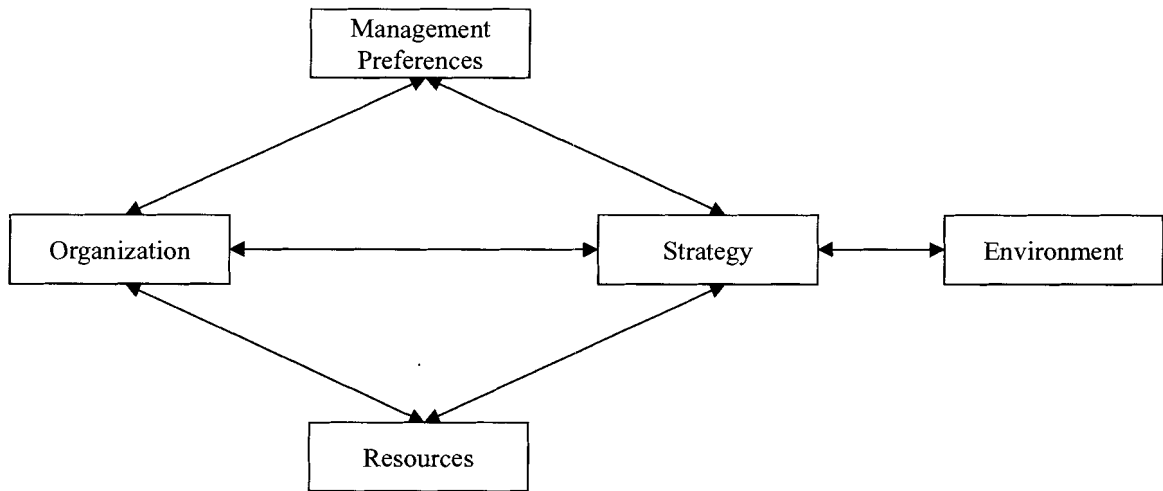 Management
Preferences
Organization
Strategy
Environment
Resources